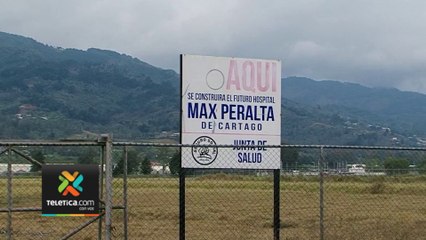 AQUI
SE CONSTRUIRA EL FUTURO HOSPITAL
MAX PERALTA
DE CARTAGO
JUNTA DE
SALUD
TELETICA.com